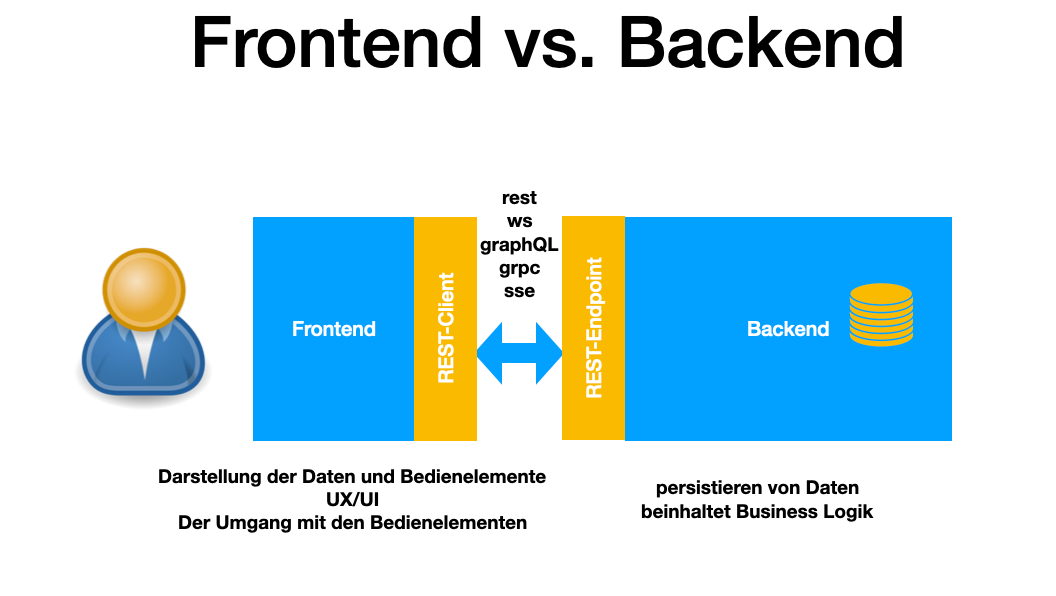 Frontend vs. Backend
rest
ws
graphQL
grpc
sse
Frontend
REST-Client
REST-Endpoint
Backend
Darstellung der Daten und Bedienelemente
UX/UI
Der Umgang mit den Bedienelementen
persistieren von Daten
beinhaltet Business Logik